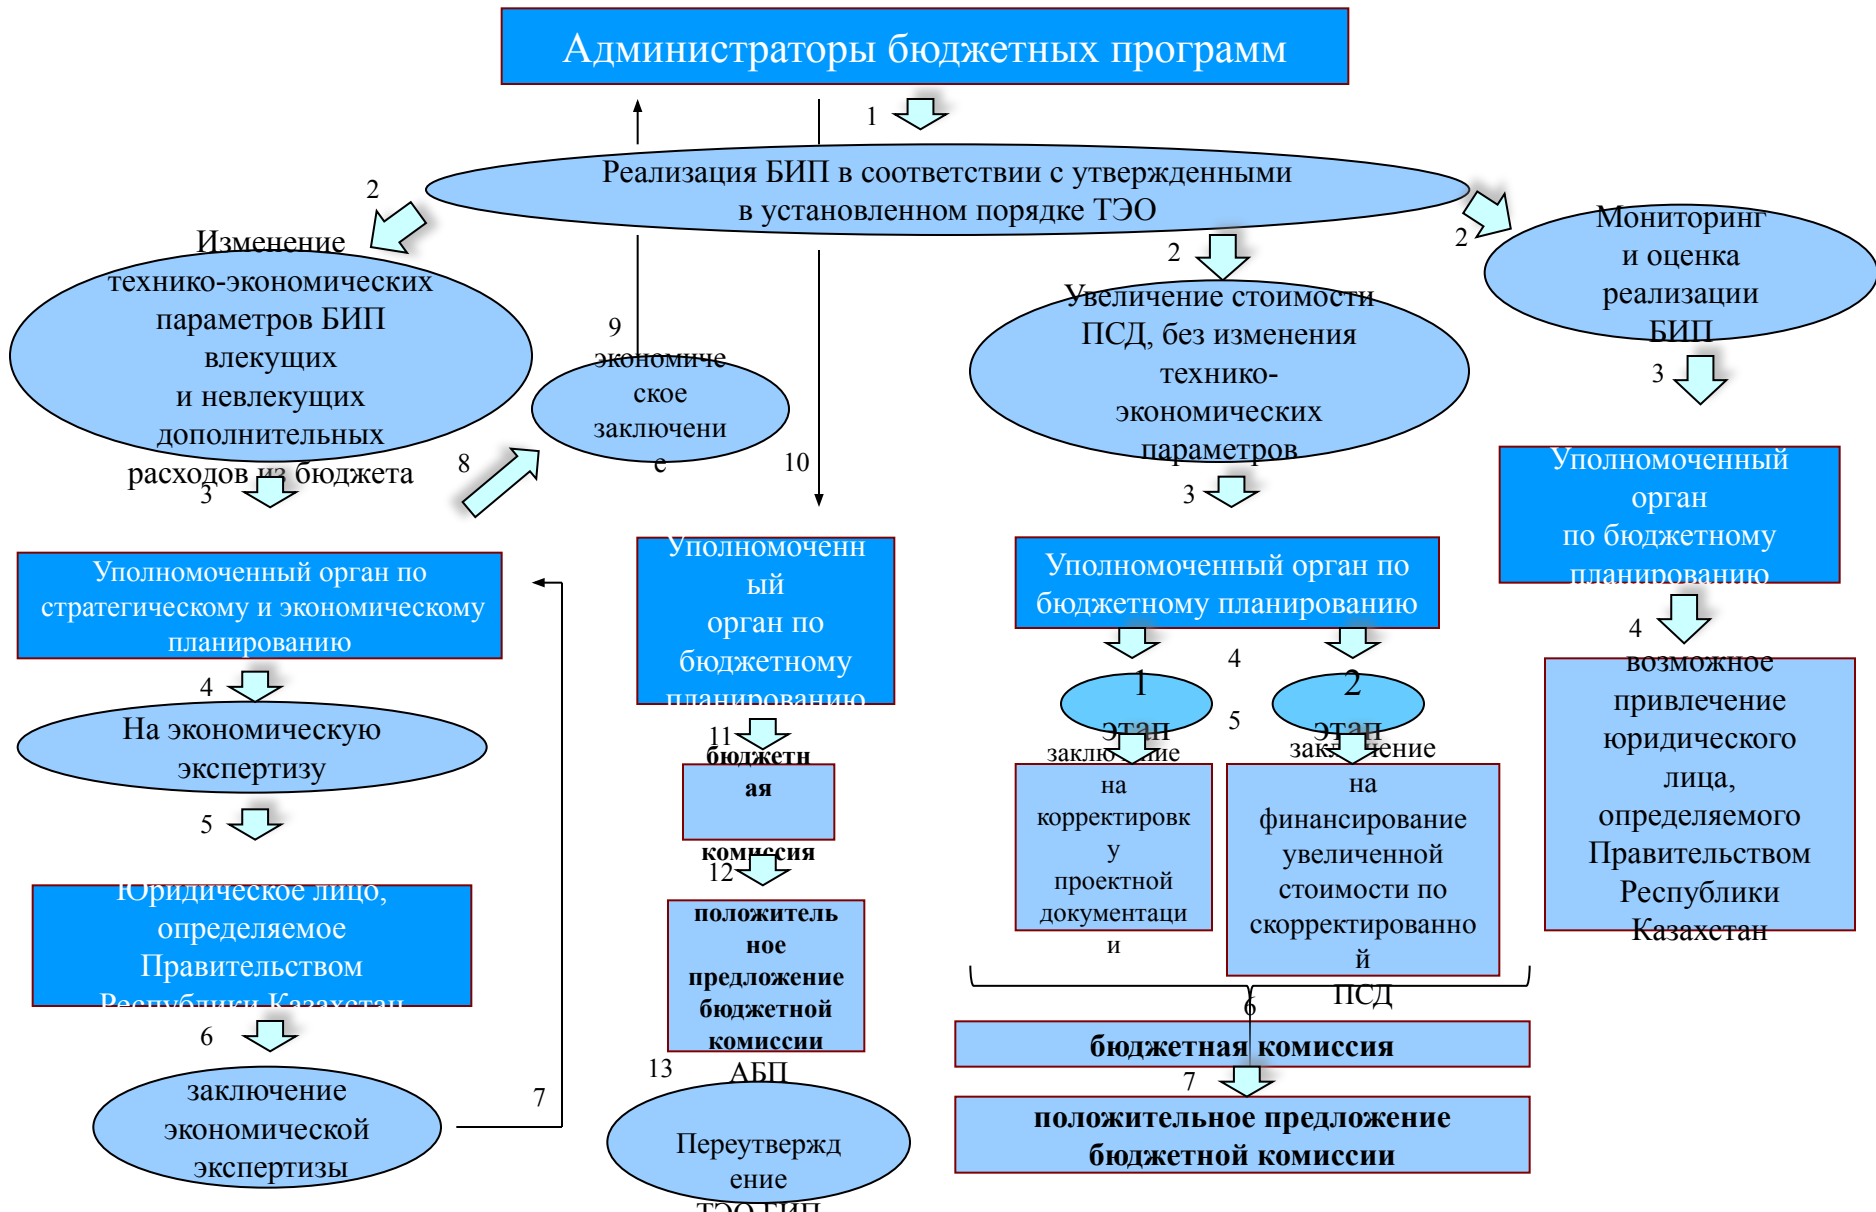 Администраторы бюджетных программ
1
Реализация БИП в соответствии с утвержденными
в установленном порядке ТЭО
2
Изменение
технико-экономических
параметров БИП
влекущих
и невлекущих
дополнительных
расходов из бюджета
3
Уполномоченный орган по
стратегическому и экономическому
планированию
4
На экономическую
экспертизу
5
Юридическое лицо,
определяемое
Правительством
Республики Казахстан
6
заключение
экономической
экспертизы
7
8
9
экономиче
ское
заключени
е
10
Уполномоченн
ый
орган по
бюджетному
планированию
11
бюджетн
ая
комиссия
12
положитель
ное
предложение
бюджетной
комиссии
13
АБП
Переутвержд
ение
ТЭО БИП
2
Увеличение стоимости
ПСД, без изменения
технико-
экономических
параметров
3
Уполномоченный орган по
бюджетному планированию
4
1
этап
2
этап
5
заключение
на
корректировк
у
проектной
документаци
и
заключение
на
финансирование
увеличенной
стоимости по
скорректированно
й
ПСД
6
бюджетная комиссия
7
положительное предложение
бюджетной комиссии
2
Мониторинг
и оценка
реализации
БИП
3
Уполномоченный
орган
по бюджетному
планированию
4
возможное
привлечение
юридического
лица,
определяемого
Правительством
Республики
Казахстан